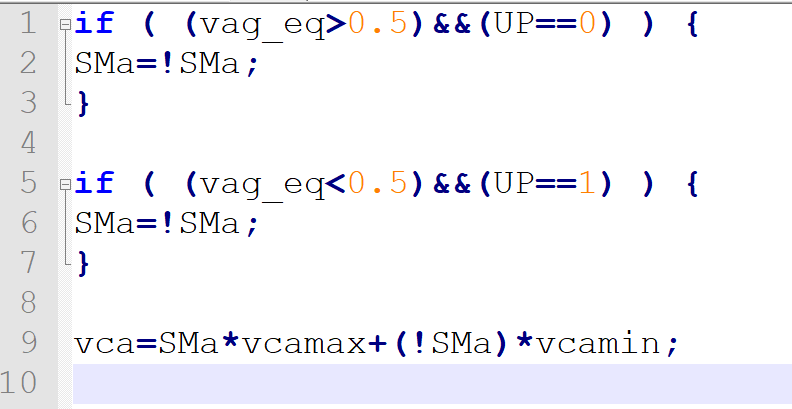 1 if ( (vag_eq>0.5)&&(UP==0) ) {
2 SMa=!SMa;
3 }
4
5 if ( (vag_eq<0.5)&&(UP==1) ) {
6 SMa=!SMa;
7 }
8
9 vca=SMa*vcamax+(!SMa)*vcamin;
10